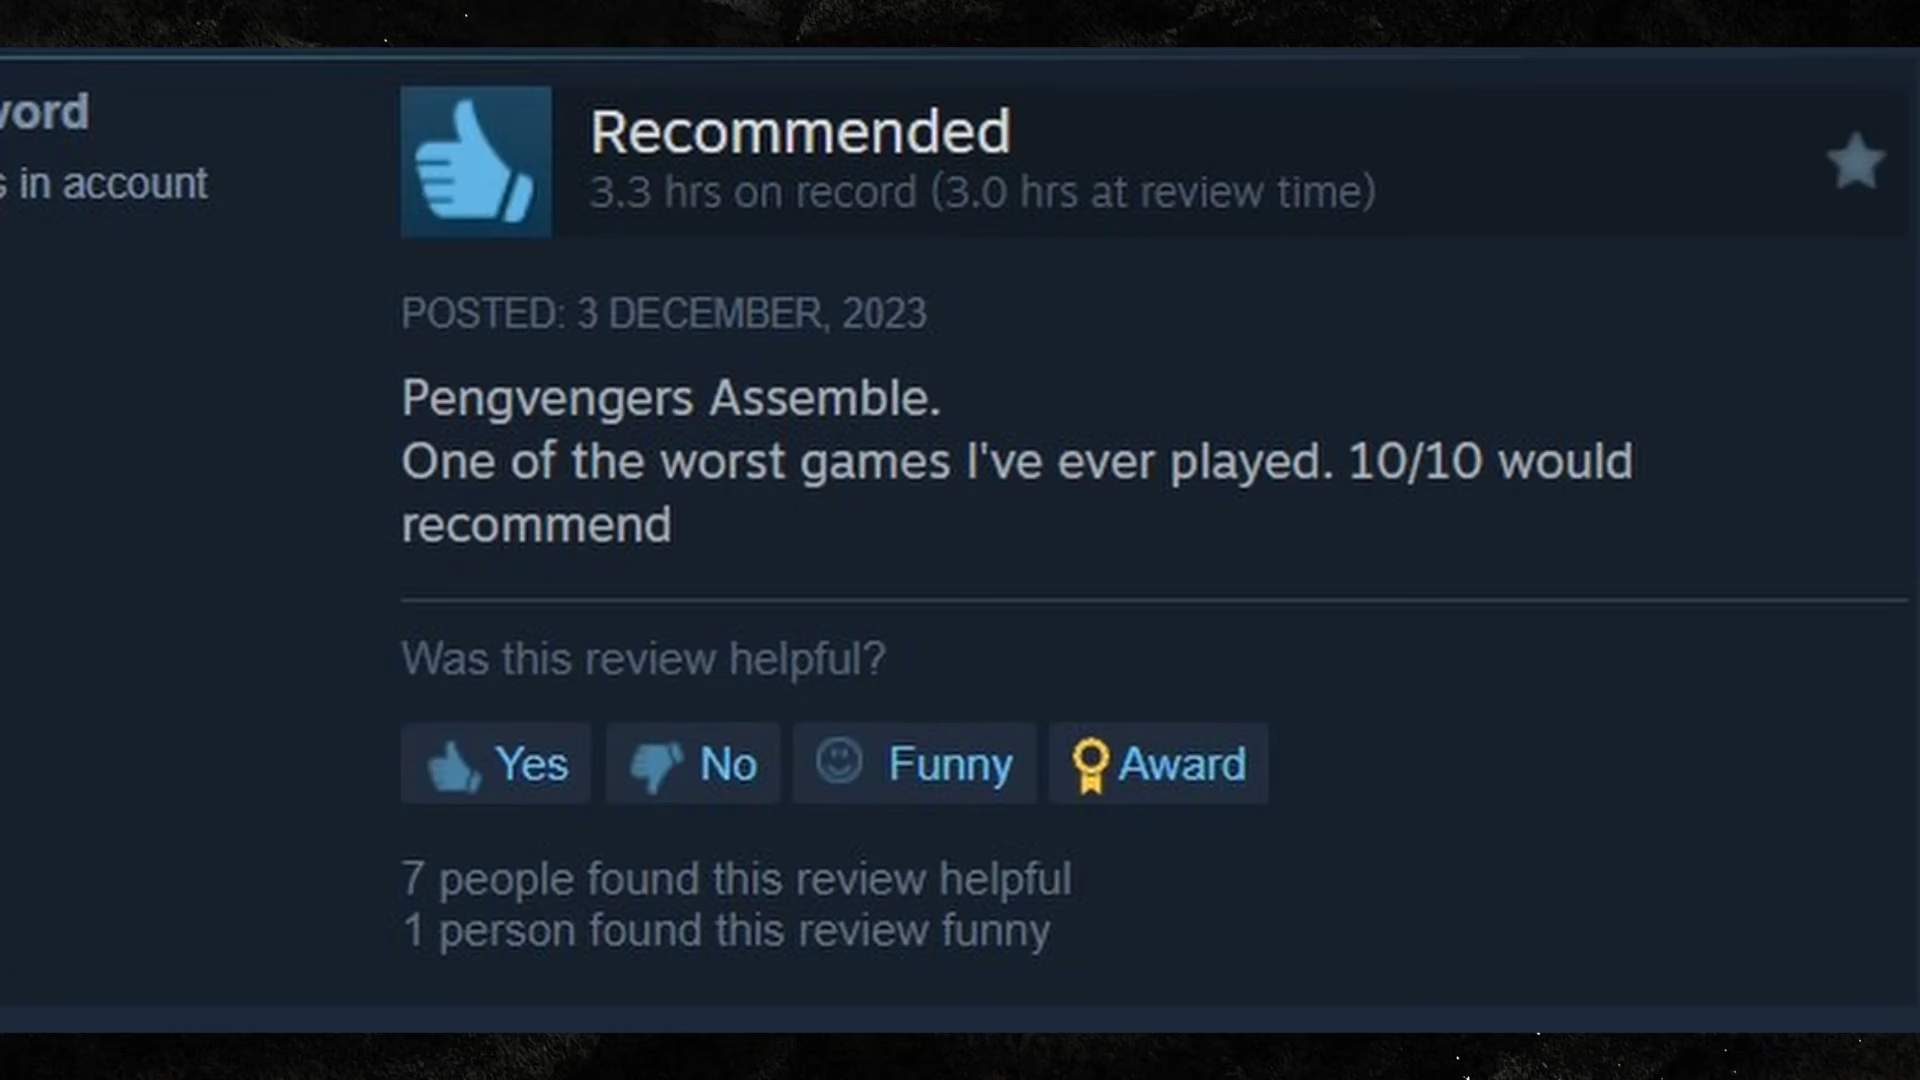 in account
Recommended
3.3 hrs on record (3.0 hrs at review time)
POSTED: 3 DECEMBER, 2023
Pengvengers Assemble.
One of the worst games I've ever played. 10/10 would
recommend
Was this review helpful?
Yes No Funny Award
7 people found this review helpful
1 person found this review funny